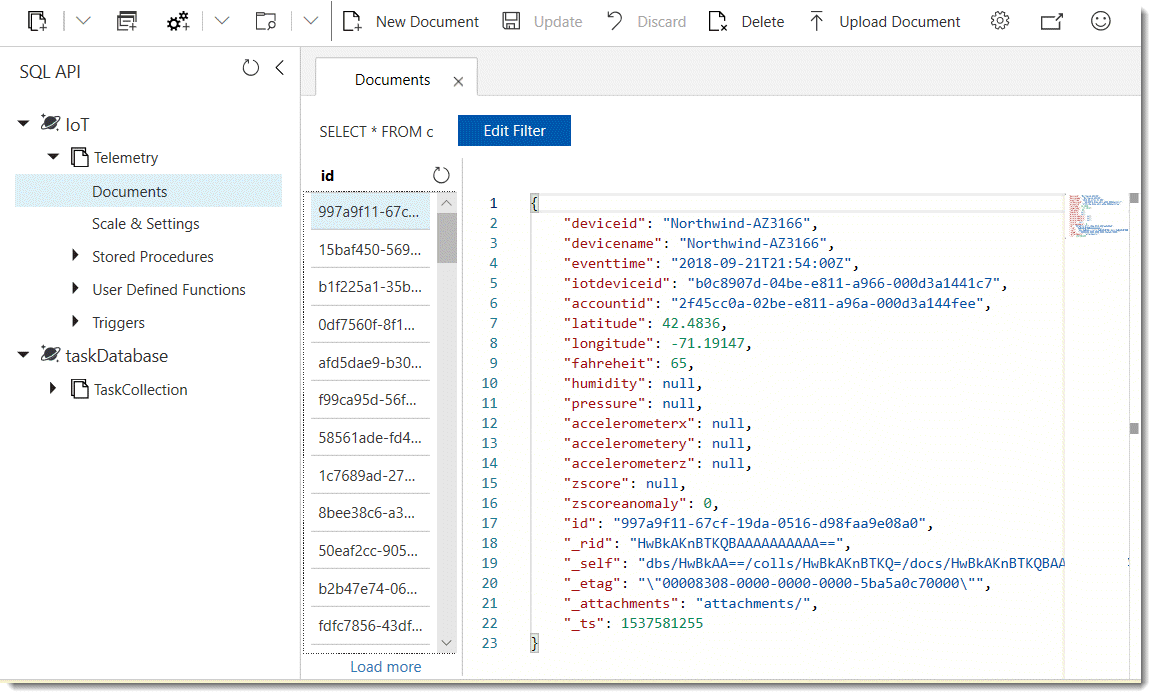 New Document Update Discard Delete Upload Document
SQL API
IoT
Telemetry
Documents
Scale & Settings
Stored Procedures
User Defined Functions
Triggers
taskDatabase
TaskCollection
Documents
SELECT * FROM c Edit Filter
id
997a9f11-67c...
15baf450-569...
b1f225a1-35b...
0df7560f-8f1...
afd5dae9-b30...
f99ca95d-56f...
58561ade-fd4...
1c7689ad-27...
8bee38c6-a3...
50eaf2cc-905...
b2b47e74-06...
fdfc7856-43df...
Load more
1 {
2 "deviceid": "Northwind-AZ3166",
3 "devicename": "Northwind-AZ3166",
4 "eventtime": "2018-09-21T21:54:00Z",
5 "iotdeviceid": "b0c8907d-04be-e811-a966-000d3a1441c7",
6 "accountid": "2f45cc0a-02be-e811-a96a-000d3a144fee",
7 "latitude": 42.4836,
8 "longitude": -71.19147,
9 "fahreheit": 65,
10 "humidity": null,
11 "pressure": null,
12 "accelerometerx": null,
13 "accelerometery": null,
14 "accelerometerz": null,
15 "zscore": null,
16 "zscoreanomaly": 0,
17 "id": "997a9f11-67cf-19da-0516-d98faa9e08a0",
18 "_rid": "HwBkAKnBTKQBAAAAAAAAAA==",
19 "_self": "dbs/HwBkAA==/colls/HwBkAKnBTKQ=/docs/HwBkAKnBTKQBAA
20 "_etag": "\"00008308-0000-0000-0000-5ba5a0c70000\"",
21 "_attachments": "attachments/",
22 "_ts": 1537581255
23 }